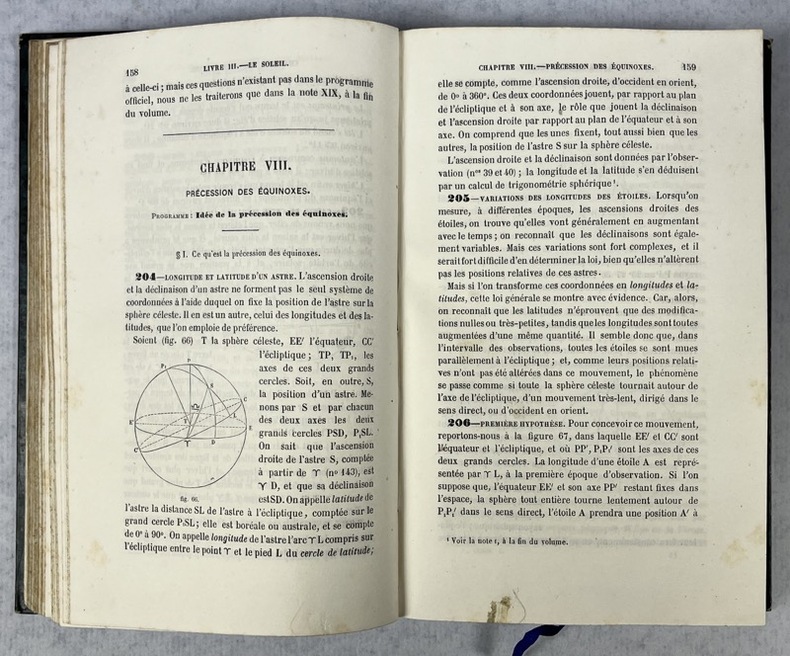 158
LIVRE III.—LE SOLEIL.
à celle-ci ; mais ces questions n'existant pas dans le programme
officiel, nous ne les traiterons que dans la note XIX, à la fin
du volume.
CHAPITRE VIII.
PRÉCESSION DES ÉQUINOXES.
PROGRAMME : Idée de la précession des équinoxes.
§ I. Ce qu'est la précession des équinoxes.
204—LONGITUDE ET LATITUDE D'UN ASTRE. L'ascension droite
et la déclinaison d'un astre ne forment pas le seul système de
coordonnées à l'aide duquel on fixe la position de l'astre sur la
sphère céleste. Il en est un autre, celui des longitudes et des la-
titudes, que l'on emploie de préférence.
Soient (fig. 66) T la sphère céleste, EE′ l'équateur, CC′
l'écliptique ; TP, TP₁, les
axes de ces deux grands
cercles. Soit, en outre, S,
la position d'un astre. Me-
nons par S et par chacun
des deux axes les deux
grands cercles PSD, P₁SL.
On sait que l'ascension
droite de l'astre S, comptée
à partir de ♈ (nº 143), est
♈ D, et que sa déclinaison
est SD. On appelle latitude de
fig. 66.
l'astre la distance SL de l'astre à l'écliptique, comptée sur le
grand cercle P₁SL; elle est boréale ou australe, et se compte
de 0° à 90°. On appelle longitude de l'astre l'arc ♈ L compris sur
l'écliptique entre le point ♈ et le pied L du cercle de latitude;
CHAPITRE VIII.—PRÉCESSION DES ÉQUINOXES.
159
elle se compte, comme l'ascension droite, d'occident en orient,
de 0° à 360°. Ces deux coordonnées jouent, par rapport au plan
de l'écliptique et à son axe, le rôle que jouent la déclinaison
et l'ascension droite par rapport au plan de l'équateur et à son
axe. On comprend que les unes fixent, tout aussi bien que les
autres, la position de l'astre S sur la sphère céleste.
L'ascension droite et la déclinaison sont données par l'obser-
vation (nᵒˢ 39 et 40) ; la longitude et la latitude s'en déduisent
par un calcul de trigonométrie sphérique¹.
205—VARIATIONS DES LONGITUDES DES ÉTOILES. Lorsqu'on
mesure, à différentes époques, les ascensions droites des
étoiles, on trouve qu'elles vont généralement en augmentant
avec le temps ; on reconnaît que les déclinaisons sont égale-
ment variables. Mais ces variations sont fort complexes, et il
serait fort difficile d'en déterminer la loi, bien qu'elles n'altèrent
pas les positions relatives de ces astres.
Mais si l'on transforme ces coordonnées en longitudes et la-
titudes, cette loi générale se montre avec évidence. Car, alors,
on reconnaît que les latitudes n'éprouvent que des modifica-
tions nulles ou très-petites, tandis que les longitudes sont toutes
augmentées d'une même quantité. Il semble donc que, dans
l'intervalle des observations, toutes les étoiles se sont mues
parallèlement à l'écliptique ; et, comme leurs positions relati-
ves n'ont pas été altérées dans ce mouvement, le phénomène
se passe comme si toute la sphère céleste tournait autour de
l'axe de l'écliptique, d'un mouvement très-lent, dirigé dans le
sens direct, ou d'occident en orient.
206—PREMIÈRE HYPOTHÈSE. Pour concevoir ce mouvement,
reportons-nous à la figure 67, dans laquelle EE′ et CC′ sont
l'équateur et l'écliptique, et où PP′, P₁P₁′ sont les axes de ces
deux grands cercles. La longitude d'une étoile A est repré-
sentée par ♈ L, à la première époque d'observation. Si l'on
suppose que, l'équateur EE′ et son axe PP′ restant fixes dans
l'espace, la sphère tout entière tourne lentement autour de
P₁P₁′ dans le sens direct, l'étoile A prendra une position A′ à
¹ Voir la note I, à la fin du volume.